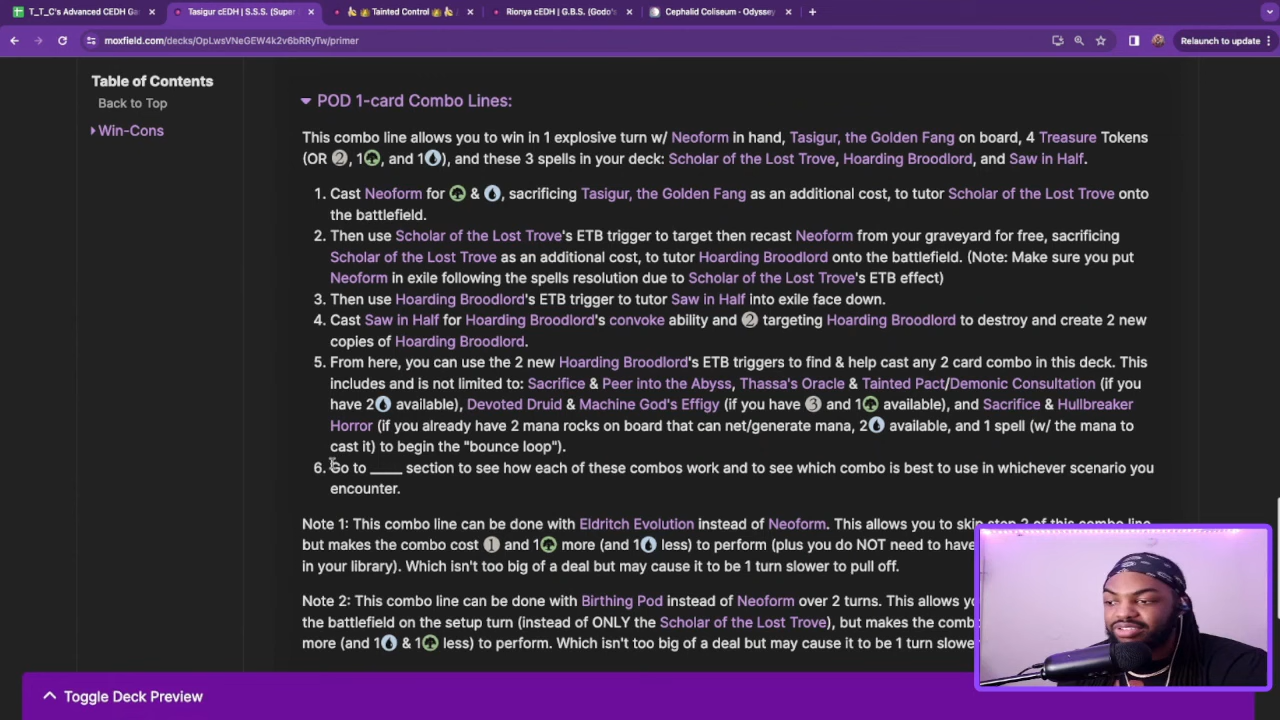 T_T_C's Advanced CEDH Ga
Tasigur cEDH | S.S.S. (Super
Tainted Control
Rionya cEDH | G.B.S. (Godo's
Cephalid Coliseum - Odyssey
moxfield.com/decks/OpLwsVNeGEW4k2v6bRRyTw/primer
Relaunch to update
Table of Contents
Back to Top
Win-Cons
POD 1-card Combo Lines:
This combo line allows you to win in 1 explosive turn w/ Neoform in hand, Tasigur, the Golden Fang on board, 4 Treasure Tokens
(OR 2, 1, and 1), and these 3 spells in your deck: Scholar of the Lost Trove, Hoarding Broodlord, and Saw in Half.
1. Cast Neoform for & , sacrificing Tasigur, the Golden Fang as an additional cost, to tutor Scholar of the Lost Trove onto
the battlefield.
2. Then use Scholar of the Lost Trove's ETB trigger to target then recast Neoform from your graveyard for free, sacrificing
Scholar of the Lost Trove as an additional cost, to tutor Hoarding Broodlord onto the battlefield. (Note: Make sure you put
Neoform in exile following the spells resolution due to Scholar of the Lost Trove's ETB effect)
3. Then use Hoarding Broodlord's ETB trigger to tutor Saw in Half into exile face down.
4. Cast Saw in Half for Hoarding Broodlord's convoke ability and 2 targeting Hoarding Broodlord to destroy and create 2 new
copies of Hoarding Broodlord.
5. From here, you can use the 2 new Hoarding Broodlord's ETB triggers to find & help cast any 2 card combo in this deck. This
includes and is not limited to: Sacrifice & Peer into the Abyss, Thassa's Oracle & Tainted Pact/Demonic Consultation (if you
have 2 available), Devoted Druid & Machine God's Effigy (if you have 3 and 1 available), and Sacrifice & Hullbreaker
Horror (if you already have 2 mana rocks on board that can net/generate mana, 2 available, and 1 spell (w/ the mana to
cast it) to begin the "bounce loop").
6. Go to ____ section to see how each of these combos work and to see which combo is best to use in whichever scenario you
encounter.
Note 1: This combo line can be done with Eldritch Evolution instead of Neoform. This allows you to skip step 2 of this combo line
but makes the combo cost 1 and 1 more (and 1 less) to perform (plus you do NOT need to have
in your library). Which isn't too big of a deal but may cause it to be 1 turn slower to pull off.
Note 2: This combo line can be done with Birthing Pod instead of Neoform over 2 turns. This allows yo
the battlefield on the setup turn (instead of ONLY the Scholar of the Lost Trove), but makes the comb
more (and 1 & 1 less) to perform. Which isn't too big of a deal but may cause it to be 1 turn slowe
Toggle Deck Preview